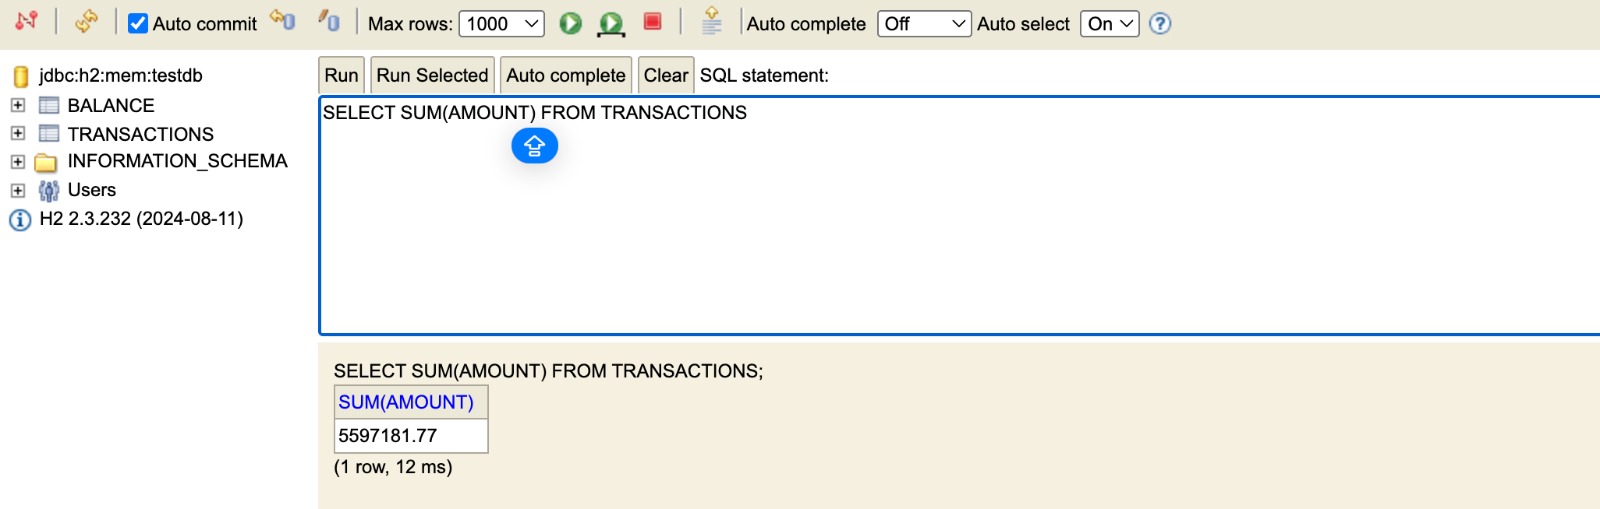 Auto commit Max rows: 1000 Auto complete Off Auto select On ?
jdbc:h2:mem:testdb
BALANCE
TRANSACTIONS
INFORMATION_SCHEMA
Users
H2 2.3.232 (2024-08-11)
Run Run Selected Auto complete Clear SQL statement:
SELECT SUM(AMOUNT) FROM TRANSACTIONS
SELECT SUM(AMOUNT) FROM TRANSACTIONS;
SUM(AMOUNT)
5597181.77
(1 row, 12 ms)